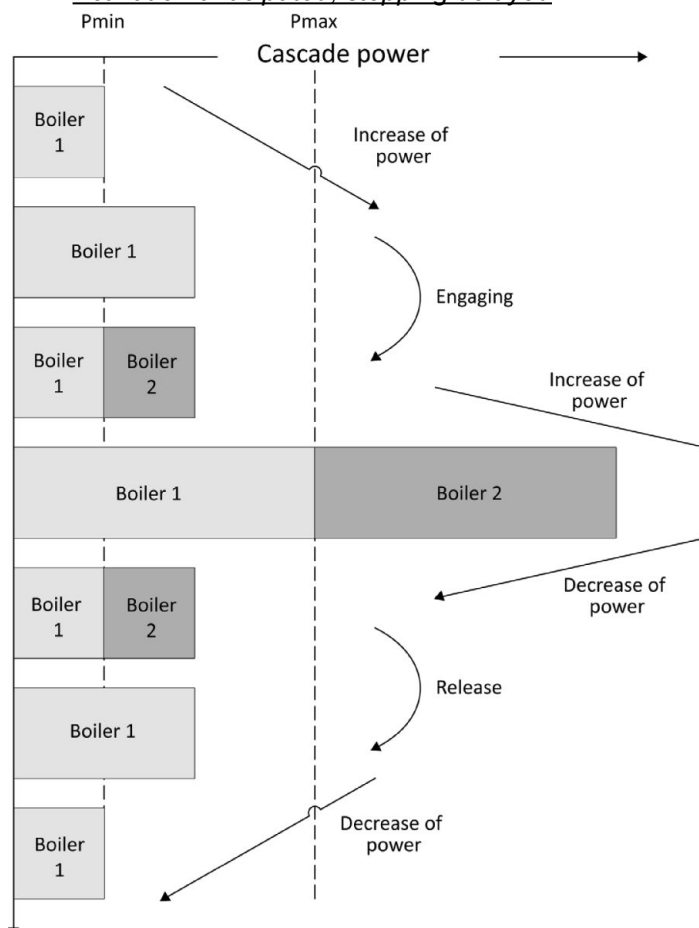 Pmin
Pmax
Cascade power
Boiler
1
Increase of
power
Boiler 1
Engaging
Boiler
1
Boiler
2
Increase of
power
Boiler 1
Boiler 2
Boiler
1
Boiler
2
Decrease of
power
Release
Boiler 1
Decrease of
power
Boiler
1